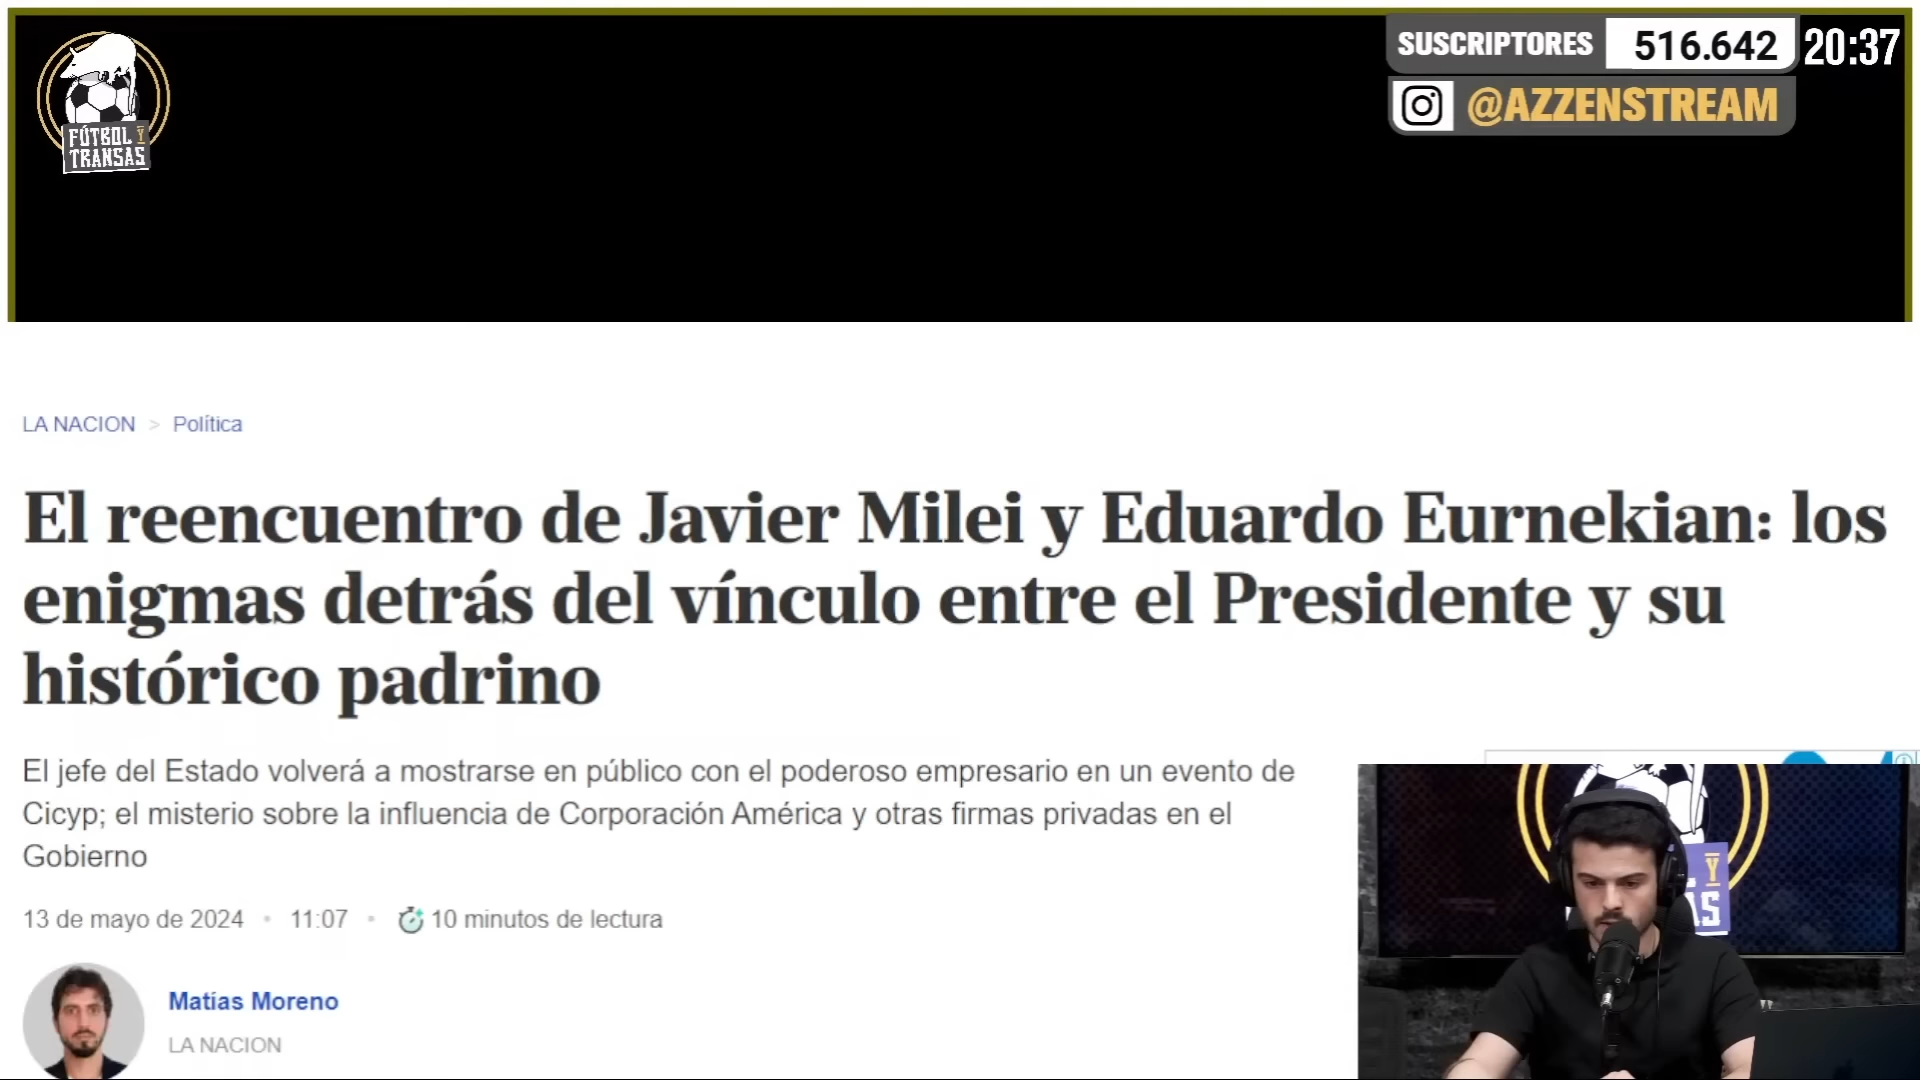 FÚTBOL Y
TRANSAS
SUSCRIPTORES 516.642 20:37
@AZZENSTREAM
LA NACION > Política
El reencuentro de Javier Milei y Eduardo Eurnekian: los
enigmas detrás del vínculo entre el Presidente y su
histórico padrino
El jefe del Estado volverá a mostrarse en público con el poderoso empresario en un evento de
Cicyp; el misterio sobre la influencia de Corporación América y otras firmas privadas en el
Gobierno
13 de mayo de 2024 • 11:07 • 10 minutos de lectura
Matías Moreno
LA NACION
Y
AS